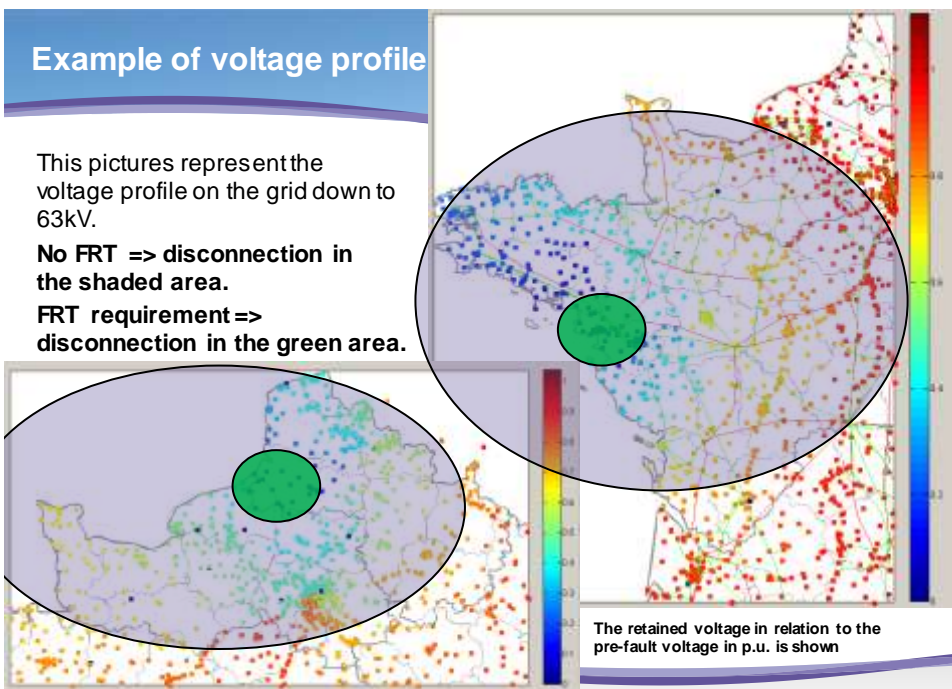 Example of voltage profile
This pictures represent the
voltage profile on the grid down to
63kV.
No FRT => disconnection in
the shaded area.
FRT requirement =>
disconnection in the green area.
The retained voltage in relation to the
pre-fault voltage in p.u. is shown